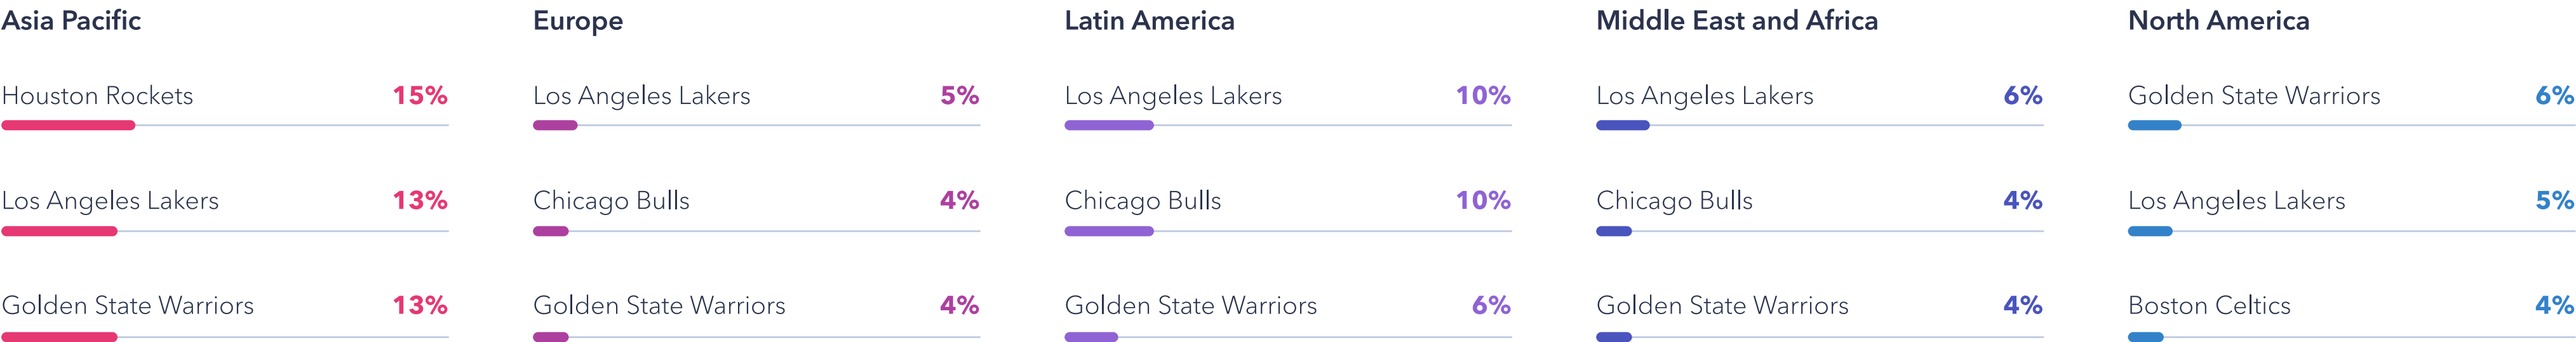 Asia Pacific
Houston Rockets 15%
Los Angeles Lakers 13%
Golden State Warriors 13%
Europe
Los Angeles Lakers 5%
Chicago Bulls 4%
Golden State Warriors 4%
Latin America
Los Angeles Lakers 10%
Chicago Bulls 10%
Golden State Warriors 6%
Middle East and Africa
Los Angeles Lakers 6%
Chicago Bulls 4%
Golden State Warriors 4%
North America
Golden State Warriors 6%
Los Angeles Lakers 5%
Boston Celtics 4%